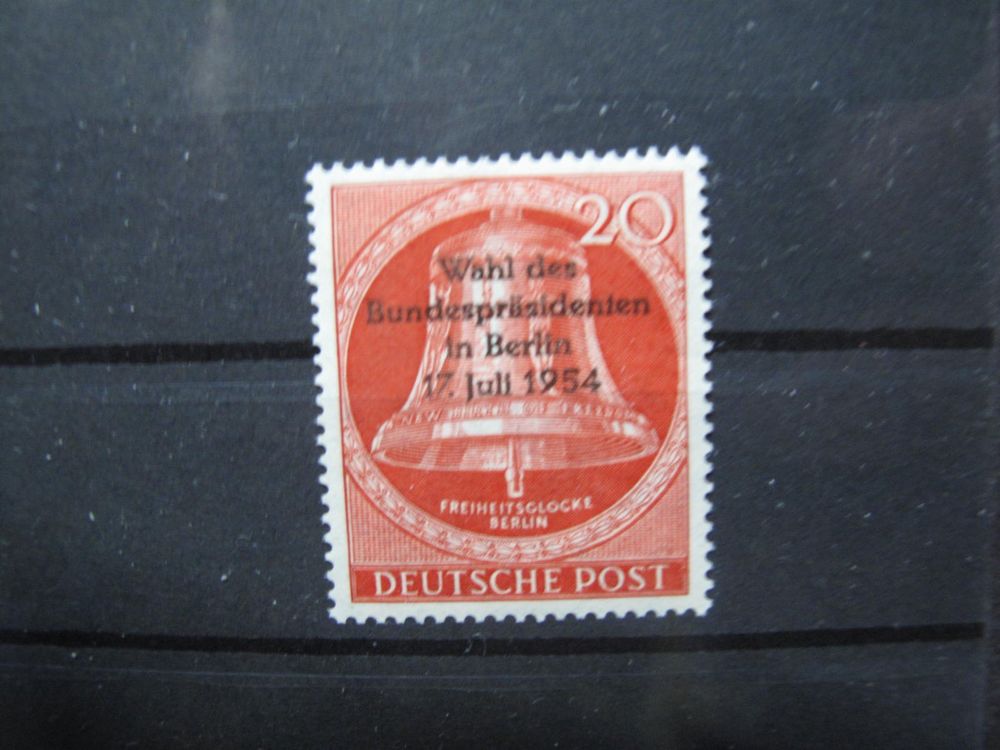 20
Wahl des
Bundespräsidenten
in Berlin
17. Juli 1954
FREIHEITSGLOCKE
BERLIN
DEUTSCHE POST